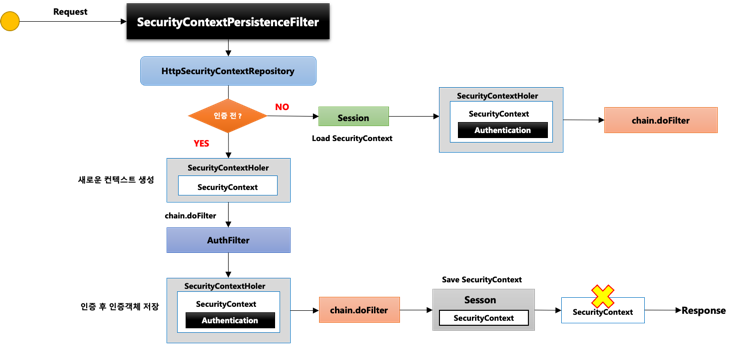 Request
SecurityContextPersistenceFilter
HttpSecurityContextRepository
인증 전 ?
NO
Session
Load SecurityContext
SecurityContextHoler
SecurityContext
Authentication
chain.doFilter
YES
새로운 컨텍스트 생성
SecurityContextHoler
SecurityContext
chain.doFilter
AuthFilter
인증 후 인증객체 저장
SecurityContextHoler
SecurityContext
Authentication
chain.doFilter
Save SecurityContext
Sesson
SecurityContext
SecurityContext
Response